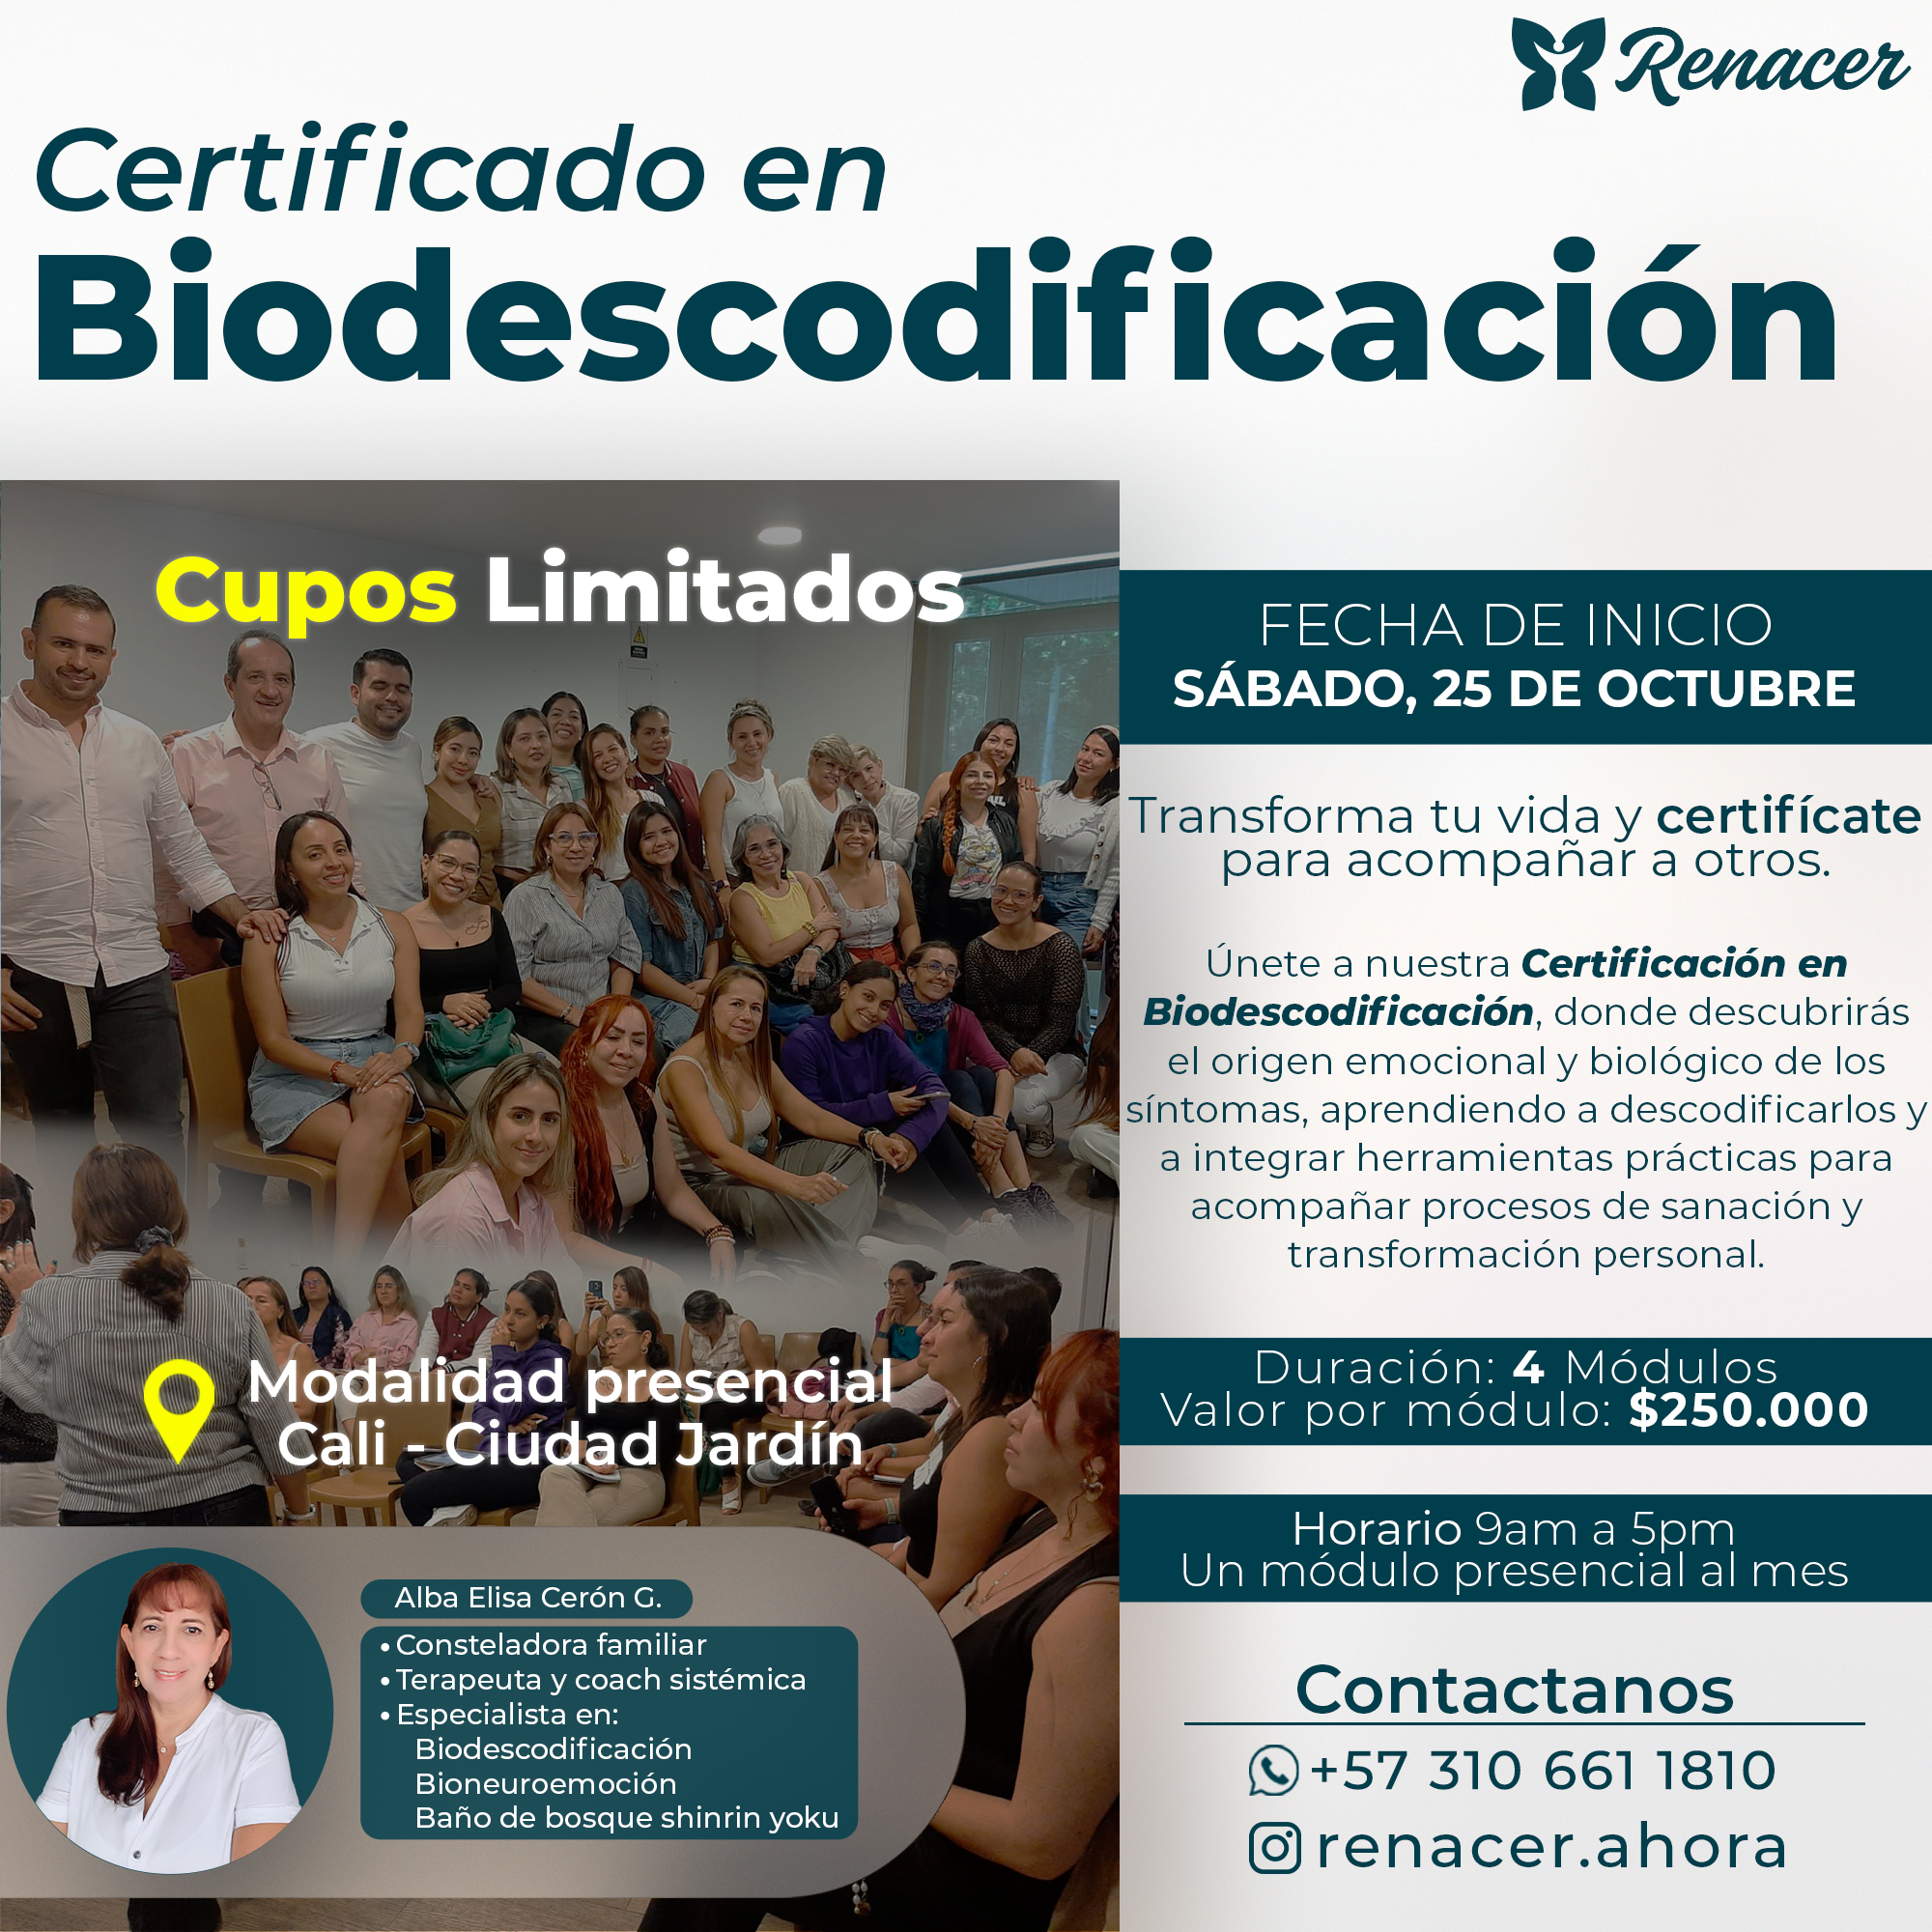 Renacer
Certificado en
Biodescodificación
Cupos Limitados
FECHA DE INICIO
SÁBADO, 25 DE OCTUBRE
Transforma tu vida y certifícate
para acompañar a otros.
Únete a nuestra Certificación en
Biodescodificación, donde descubrirás
el origen emocional y biológico de los
síntomas, aprendiendo a descodificarlos y
a integrar herramientas prácticas para
acompañar procesos de sanación y
transformación personal.
Modalidad presencial
Cali - Ciudad Jardín
Duración: 4 Módulos
Valor por módulo: $250.000
Horario 9am a 5pm
Un módulo presencial al mes
Alba Elisa Cerón G.
• Consteladora familiar
• Terapeuta y coach sistémica
• Especialista en:
Biodescodificación
Bioneuroemoción
Baño de bosque shinrin yoku
Contactanos
+57 310 661 1810
renacer.ahora